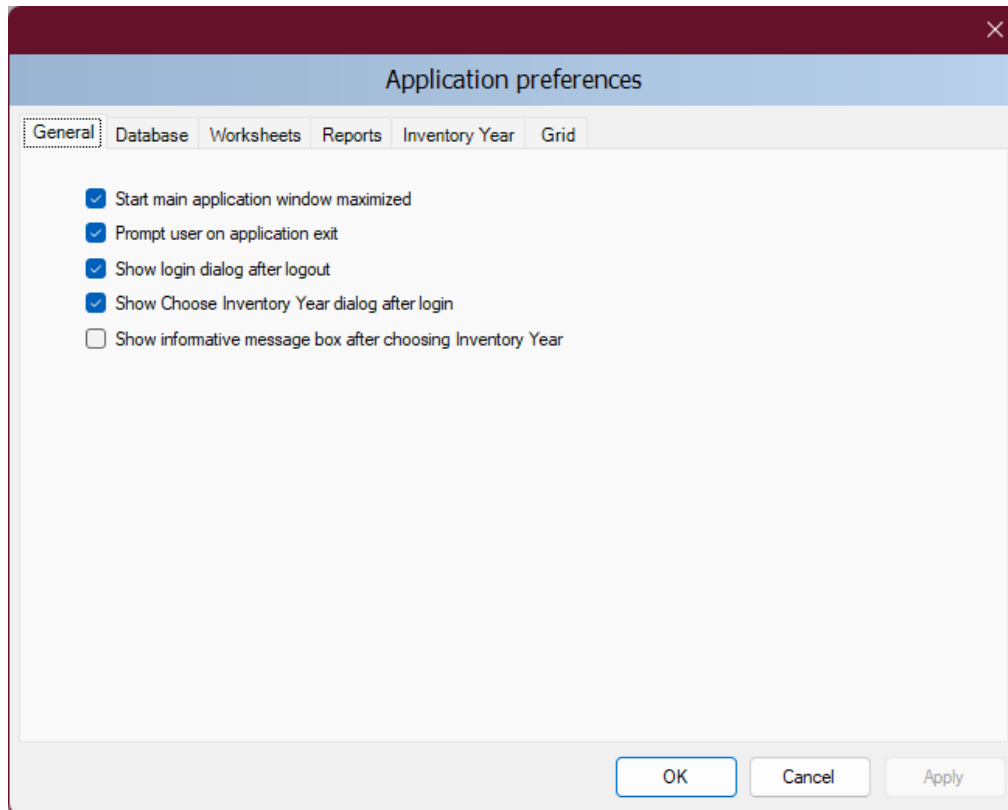 Application preferences
General Database Worksheets Reports Inventory Year Grid
Start main application window maximized
Prompt user on application exit
Show login dialog after logout
Show Choose Inventory Year dialog after login
Show informative message box after choosing Inventory Year
OK Cancel Apply